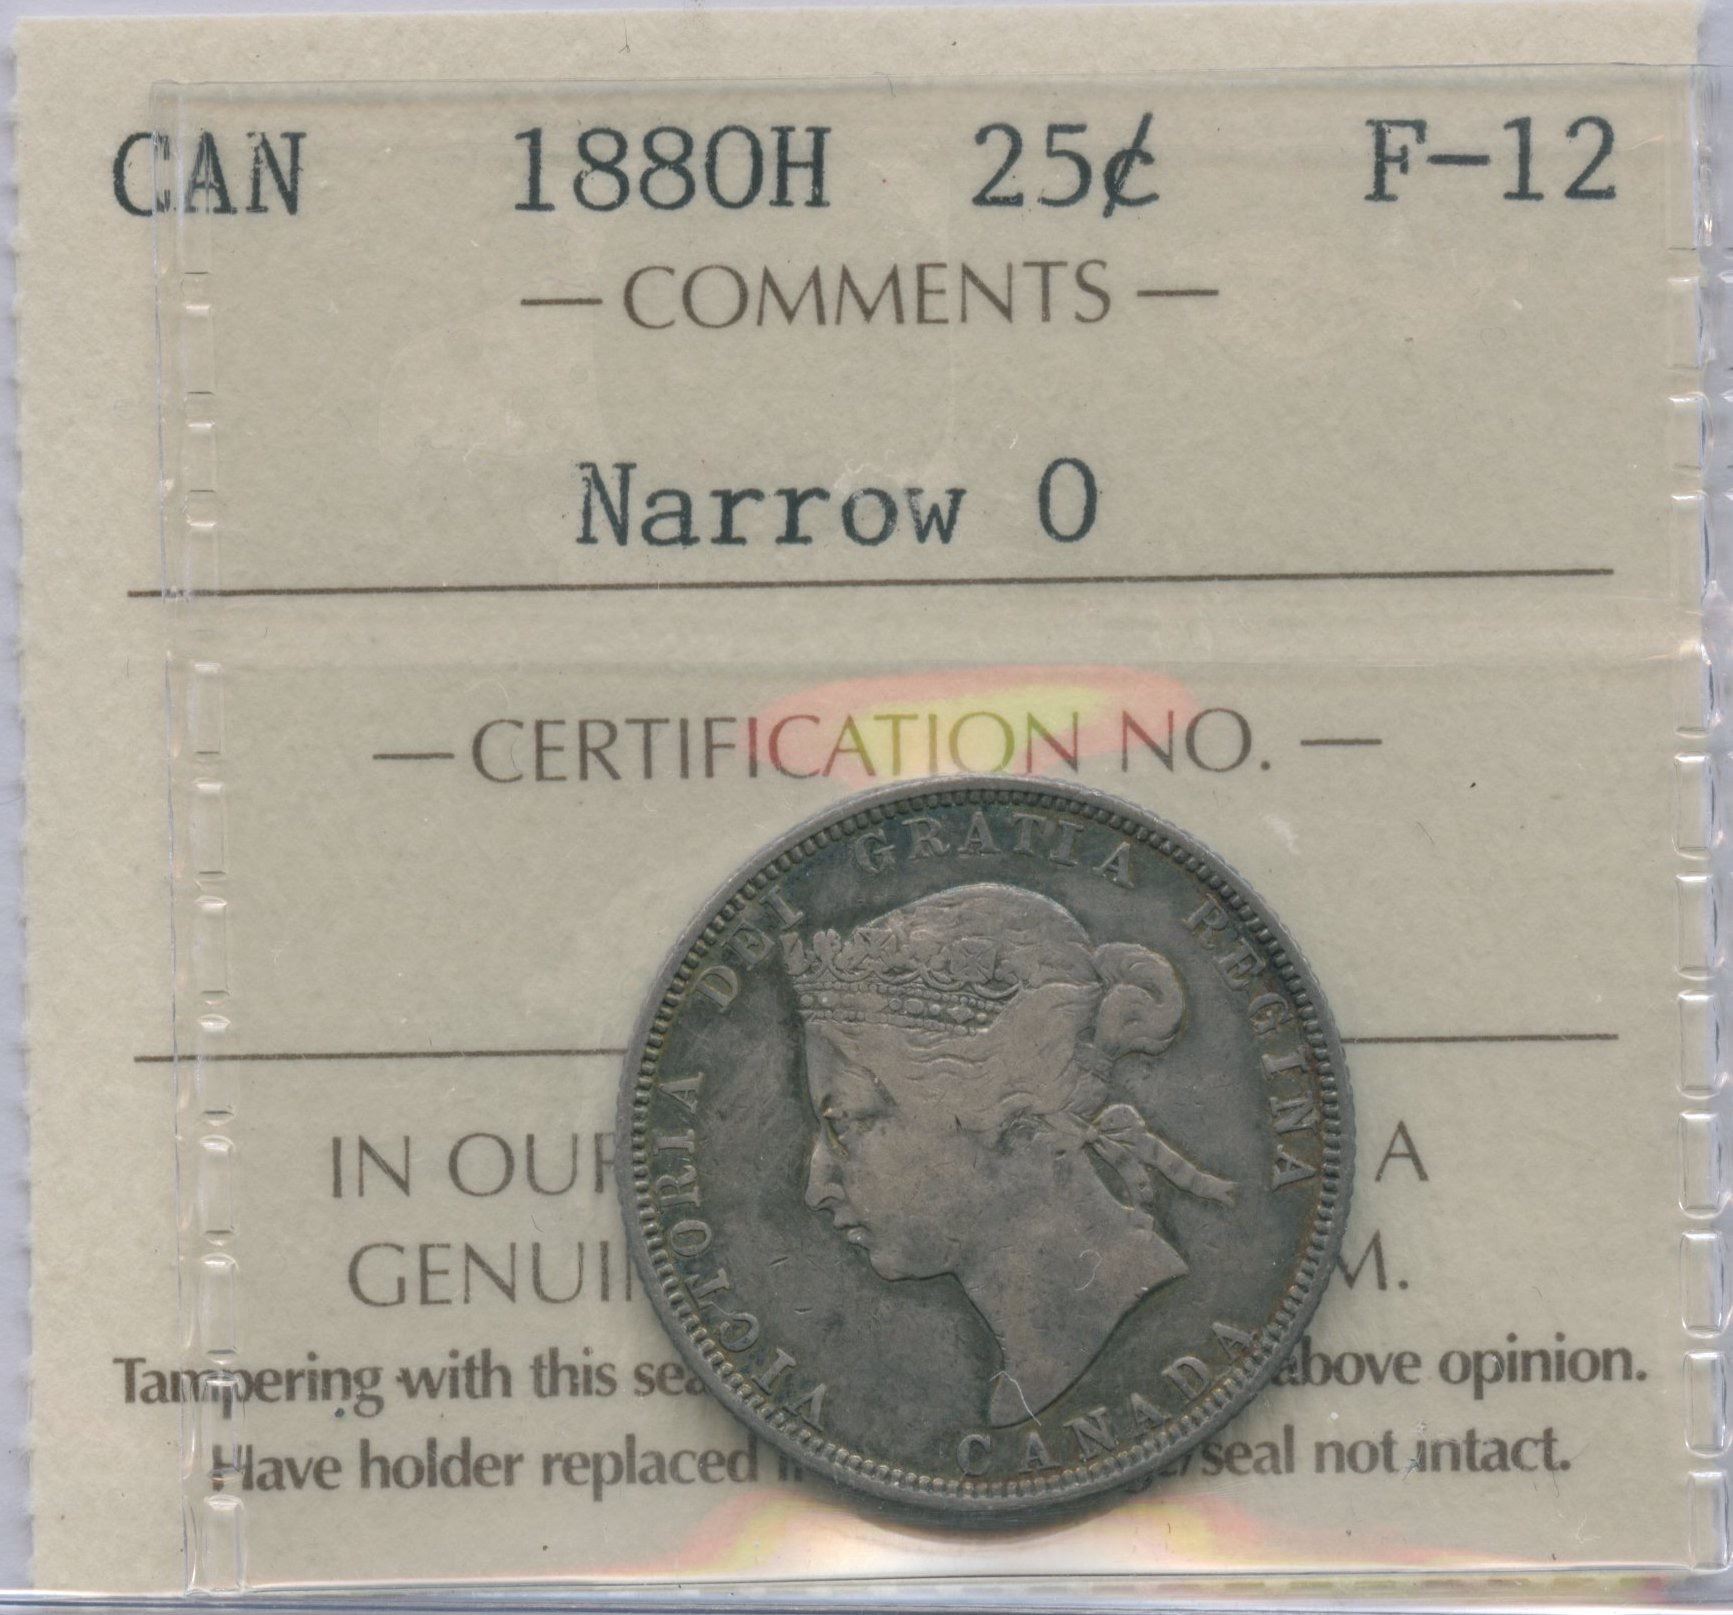 CAN 1880H 25¢ F-12
— COMMENTS —
Narrow 0
— CERTIFICATION NO. —
IN OUR A
GENUI M.
Tampering with this sea above opinion.
Have holder replaced seal not intact.
VICTORIA DEI GRATIA REGINA
CANADA